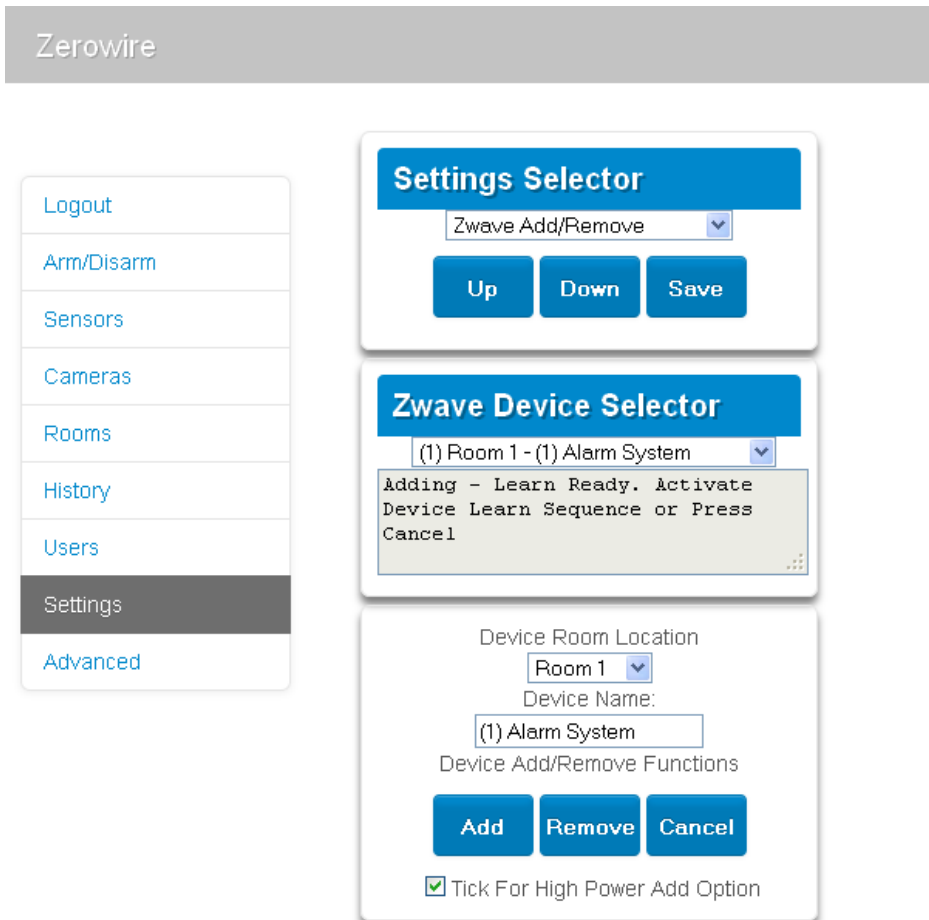 Zerowire
Logout
Arm/Disarm
Sensors
Cameras
Rooms
History
Users
Settings
Advanced
Settings Selector
Zwave Add/Remove
Up Down Save
Zwave Device Selector
(1) Room 1 - (1) Alarm System
Adding - Learn Ready. Activate
Device Learn Sequence or Press
Cancel
Device Room Location
Room 1
Device Name:
(1) Alarm System
Device Add/Remove Functions
Add Remove Cancel
Tick For High Power Add Option